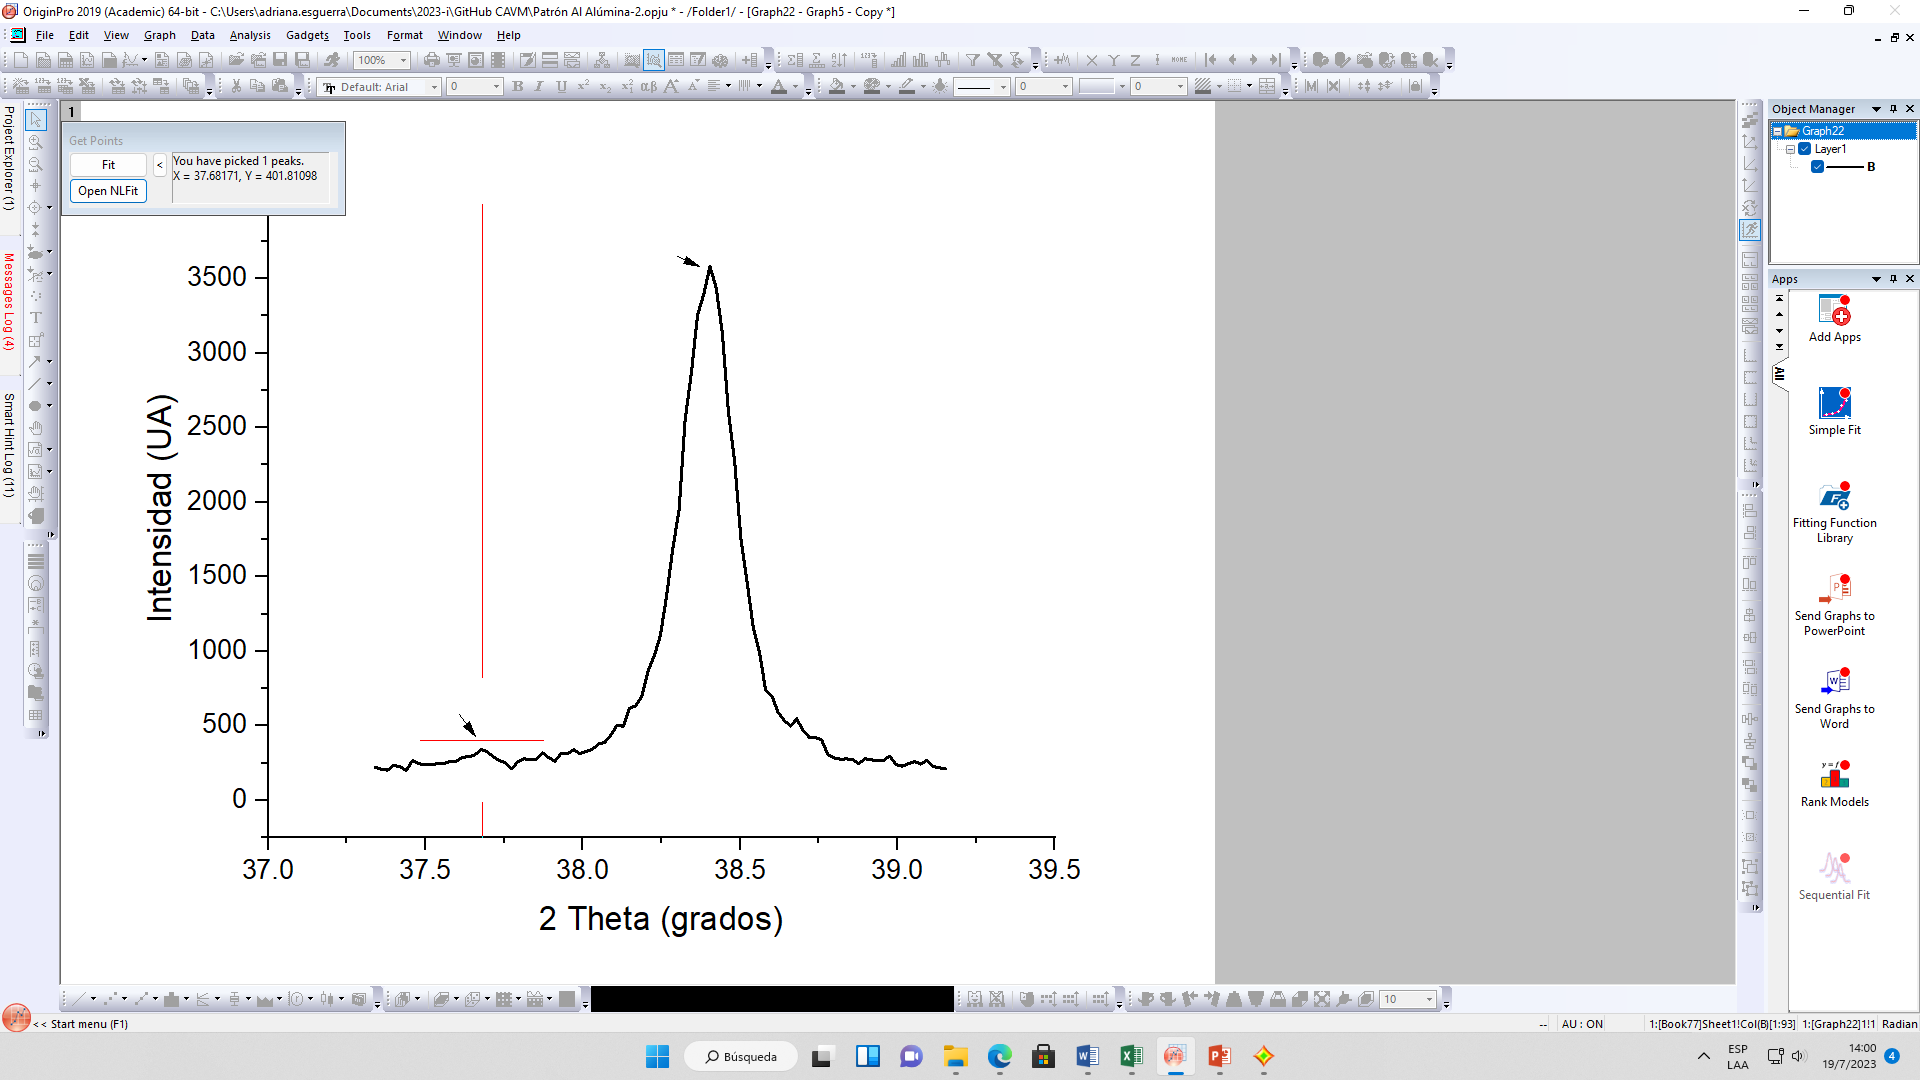 OriginPro 2019 (Academic) 64-bit - C:\Users\adriana.esguerra\Documents\2023-i\GitHub CAVM\Patrón Al Alúmina-2.opju * - /Folder1/ - [Graph22 - Graph5 - Copy *]
File Edit View Graph Data Analysis Gadgets Tools Format Window Help
100%
Default: Arial 0 B I U 0 0
Project Explorer (1)
Messages Log (4)
Smart Hint Log (11)
1
Get Points
Fit
Open NLFit
<
You have picked 1 peaks.
X = 37.68171, Y = 401.81098
3500
3000
2500
2000
1500
1000
500
0
Intensidad (UA)
37.0 37.5 38.0 38.5 39.0 39.5
2 Theta (grados)
Object Manager
Graph22
Layer1
B
Apps
All
Add Apps
Simple Fit
Fitting Function
Library
Send Graphs to
PowerPoint
Send Graphs to
Word
Rank Models
Sequential Fit
10
<< Start menu (F1)
-- AU : ON 1:[Book77]Sheet1!Col(B)[1:93] 1:[Graph22]1!1 Radian
Búsqueda
ESP
LAA
14:00
19/7/2023
4